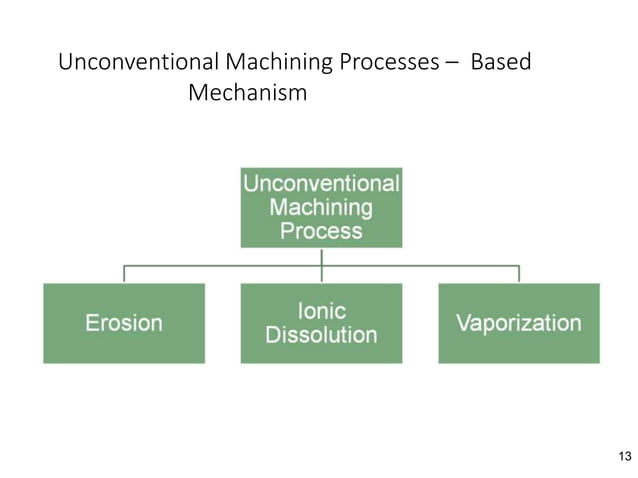 Unconventional Machining Processes – Based
Mechanism
Unconventional
Machining
Process
Erosion
Ionic
Dissolution
Vaporization
13